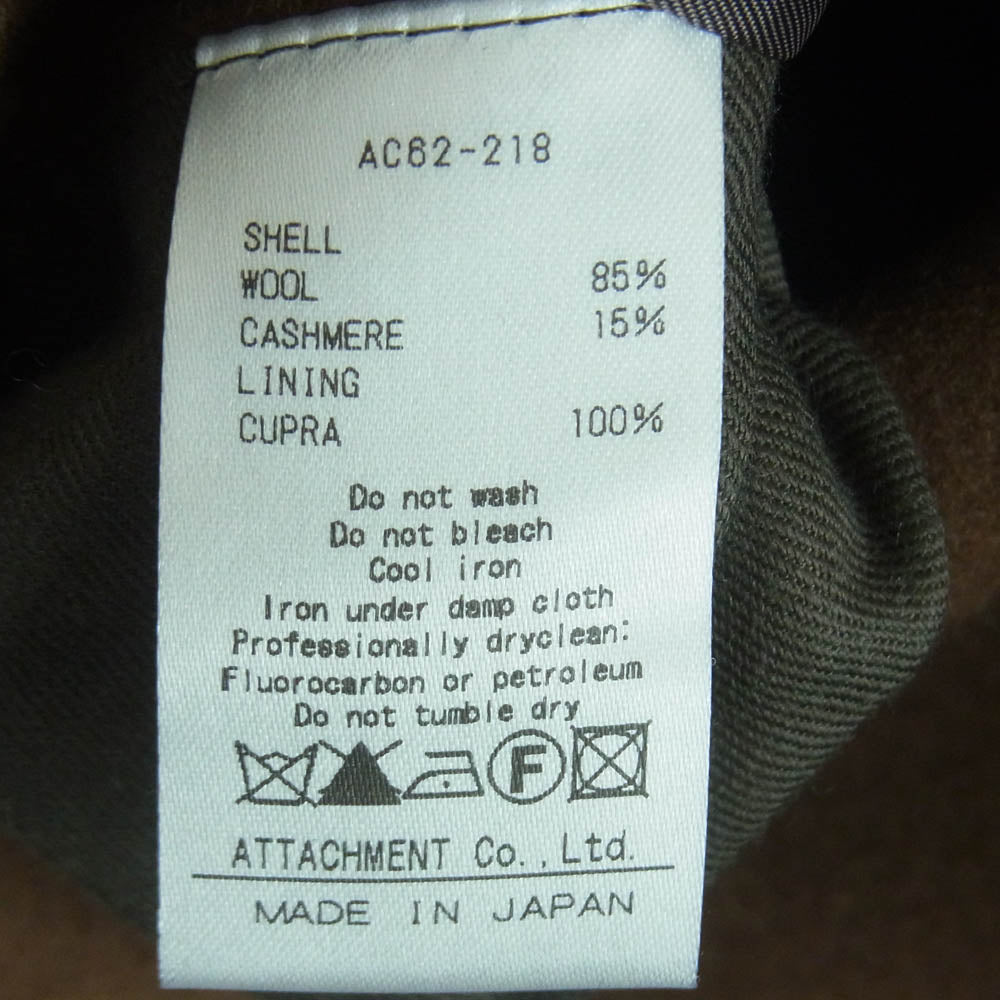 AC62-218
SHELL
WOOL 85%
CASHMERE 15%
LINING
CUPRA 100%
Do not wash
Do not bleach
Cool iron
Iron under damp cloth
Professionally dryclean:
Fluorocarbon or petroleum
Do not tumble dry
F
ATTACHMENT Co.,Ltd.
MADE IN JAPAN